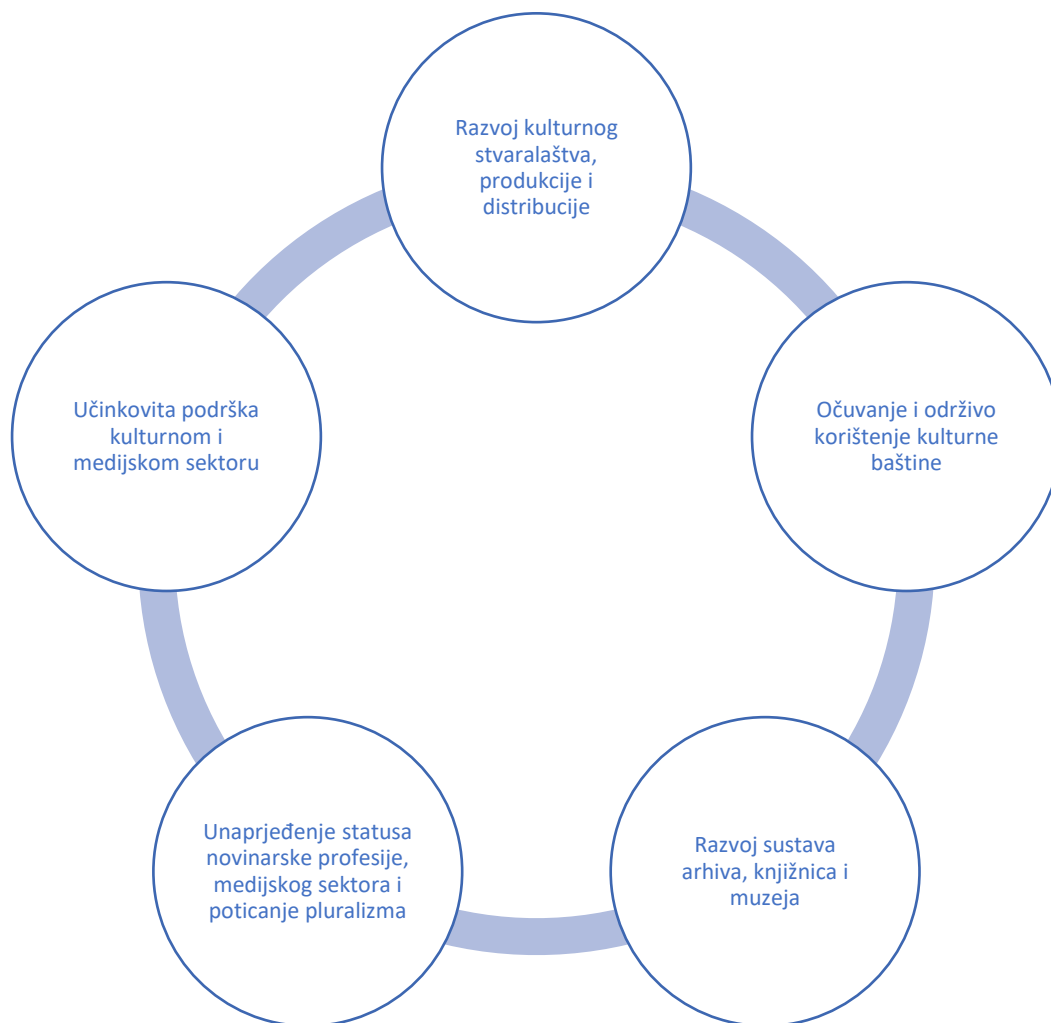 Razvoj kulturnog
stvaralaštva,
produkcije i
distribucije
Očuvanje i održivo
korištenje kulturne
baštine
Razvoj sustava
arhiva, knjižnica i
muzeja
Unaprjeđenje statusa
novinarske profesije,
medijskog sektora i
poticanje pluralizma
Učinkovita podrška
kulturnom i
medijskom sektoru